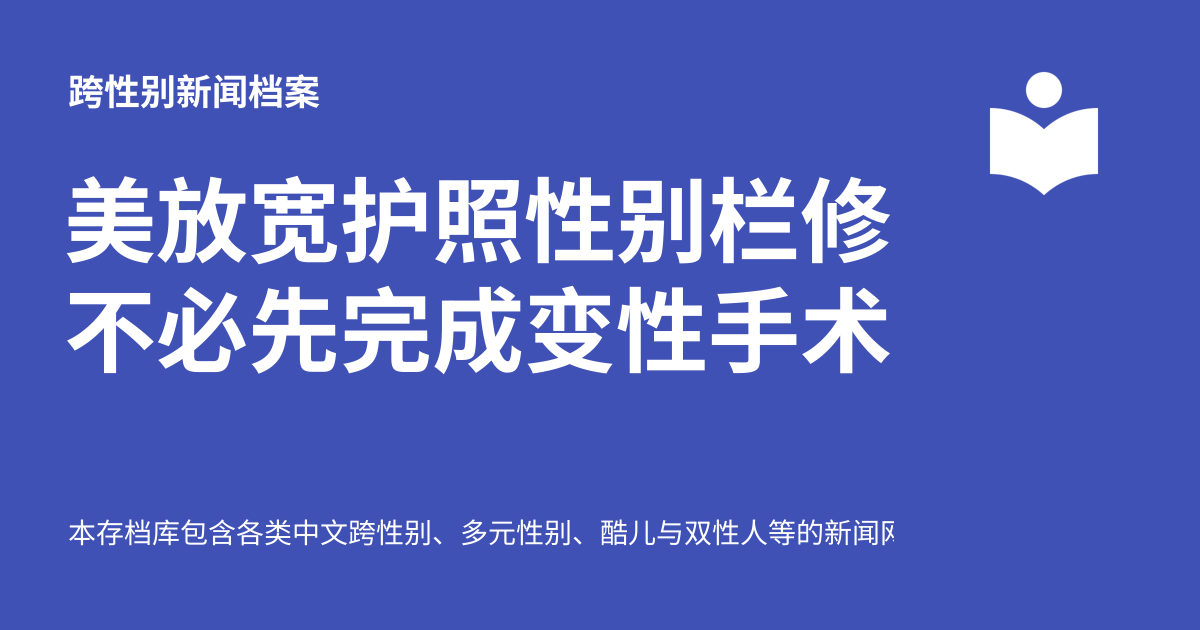 跨性别新闻档案
美放宽护照性别栏修
不必先完成变性手术
本存档库包含各类中文跨性别、多元性别、酷儿与双性人等的新闻网